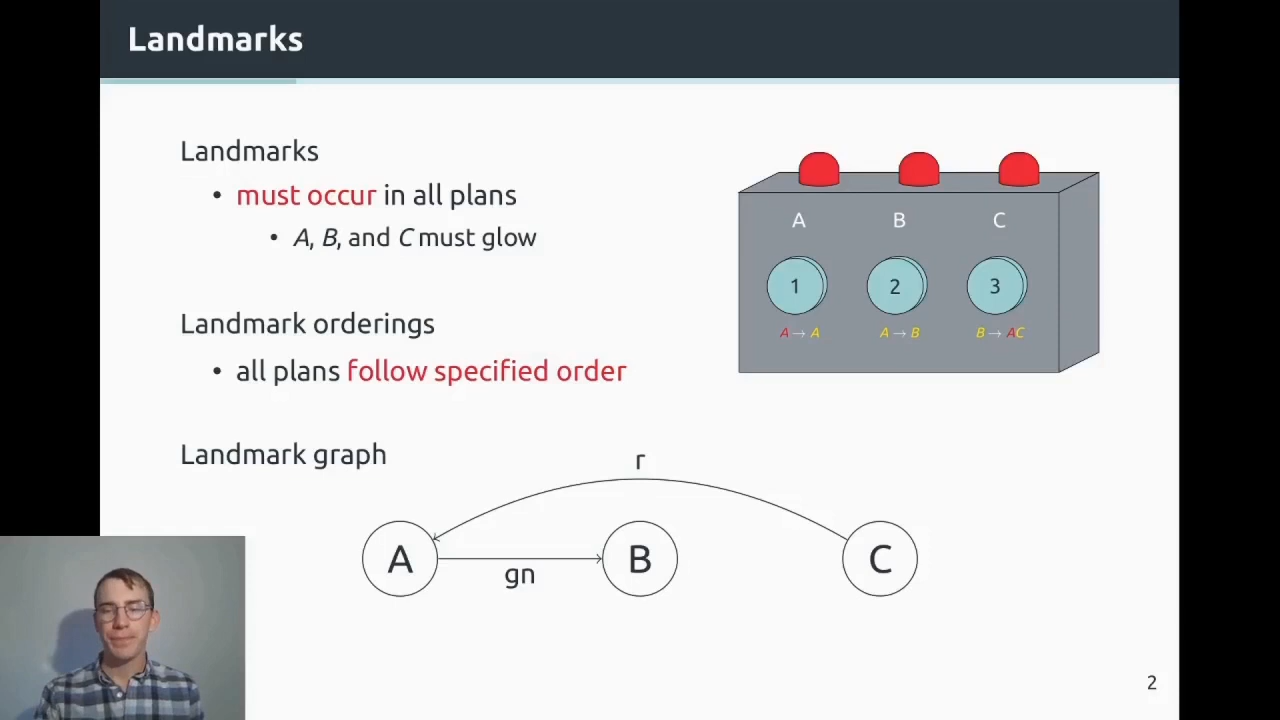 Landmarks
Landmarks
• must occur in all plans
• A, B, and C must glow
Landmark orderings
• all plans follow specified order
Landmark graph
A B C
1 2 3
A → A A → B B → AC
r
A B C
gn
2